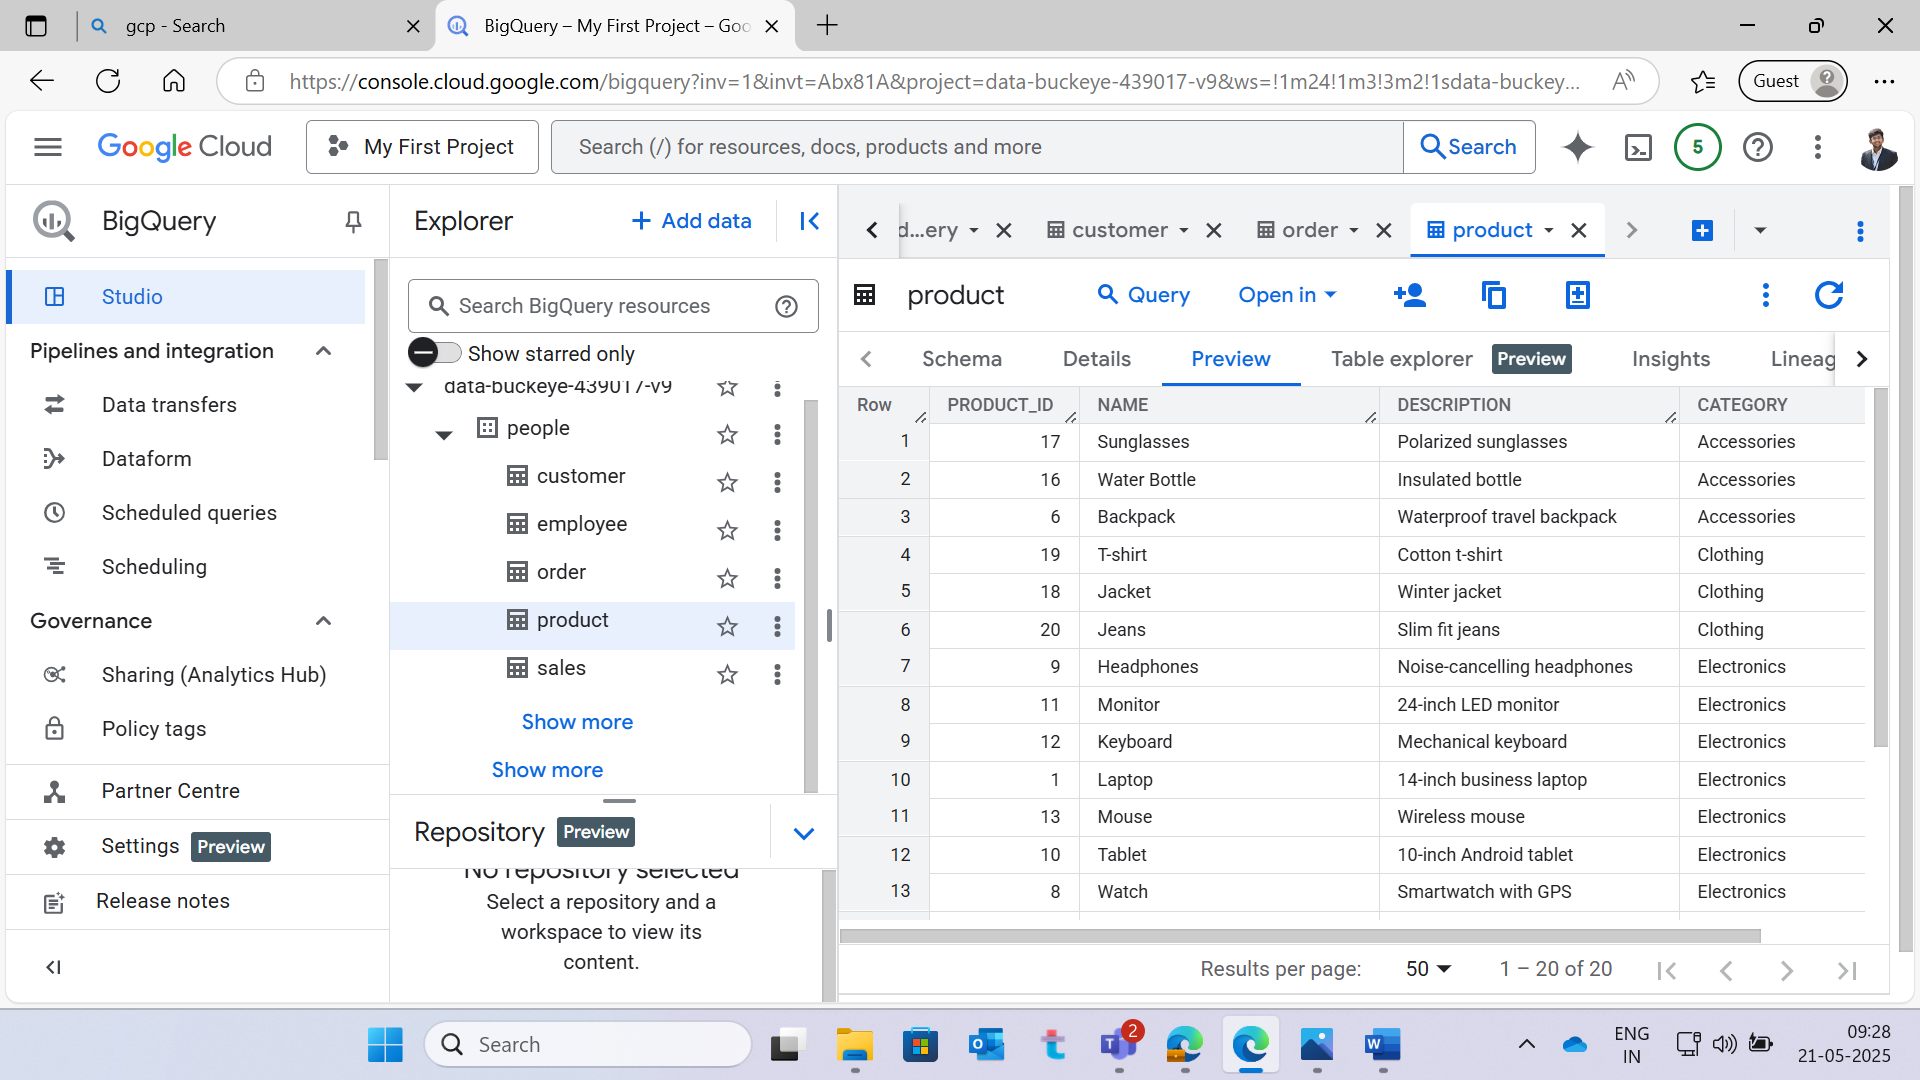 gcp - Search
BigQuery – My First Project – Goo
https://console.cloud.google.com/bigquery?inv=1&invt=Abx81A&project=data-buckeye-439017-v9&ws=!1m24!1m3!3m2!1sdata-buckey...
Guest
Google Cloud
My First Project
Search (/) for resources, docs, products and more
Search
5
BigQuery
Studio
Pipelines and integration
Data transfers
Dataform
Scheduled queries
Scheduling
Governance
Sharing (Analytics Hub)
Policy tags
Partner Centre
Settings Preview
Release notes
Explorer
Add data
Search BigQuery resources
Show starred only
data-buckeye-439017-v9
people
customer
employee
order
product
sales
Show more
Show more
Repository Preview
No repository selected
Select a repository and a
workspace to view its
content.
d...ery customer order product
product Query Open in
Schema Details Preview Table explorer Preview Insights Lineag
Row PRODUCT_ID NAME DESCRIPTION CATEGORY
1 17 Sunglasses Polarized sunglasses Accessories
2 16 Water Bottle Insulated bottle Accessories
3 6 Backpack Waterproof travel backpack Accessories
4 19 T-shirt Cotton t-shirt Clothing
5 18 Jacket Winter jacket Clothing
6 20 Jeans Slim fit jeans Clothing
7 9 Headphones Noise-cancelling headphones Electronics
8 11 Monitor 24-inch LED monitor Electronics
9 12 Keyboard Mechanical keyboard Electronics
10 1 Laptop 14-inch business laptop Electronics
11 13 Mouse Wireless mouse Electronics
12 10 Tablet 10-inch Android tablet Electronics
13 8 Watch Smartwatch with GPS Electronics
Results per page: 50 1 – 20 of 20
Search
2
ENG
IN
09:28
21-05-2025